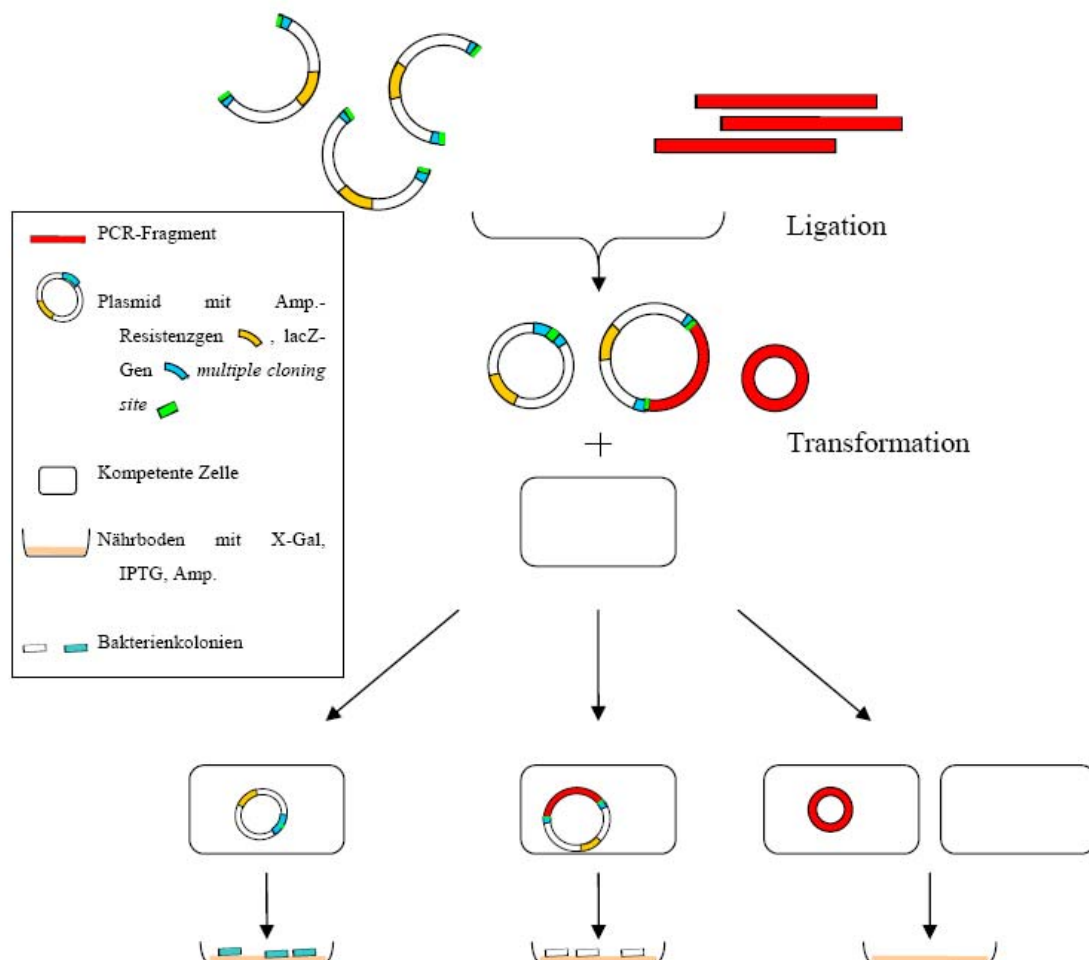 Ligation
PCR-Fragment
Plasmid mit Amp.-
Resistenzgen , lacZ-
Gen , multiple cloning
site
Transformation
+
Kompetente Zelle
Nährboden mit X-Gal,
IPTG, Amp.
Bakterienkolonien